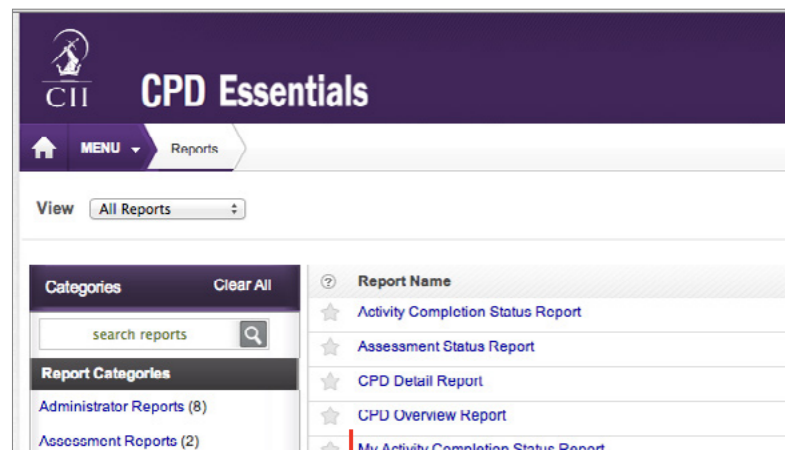 CII
CPD Essentials
MENU
Reports
View All Reports
Categories Clear All
search reports
Report Categories
Administrator Reports (8)
Assessment Reports (2)
? Report Name
Activity Completion Status Report
Assessment Status Report
CPD Detail Report
CPD Overview Report
My Activity Completion Status Report